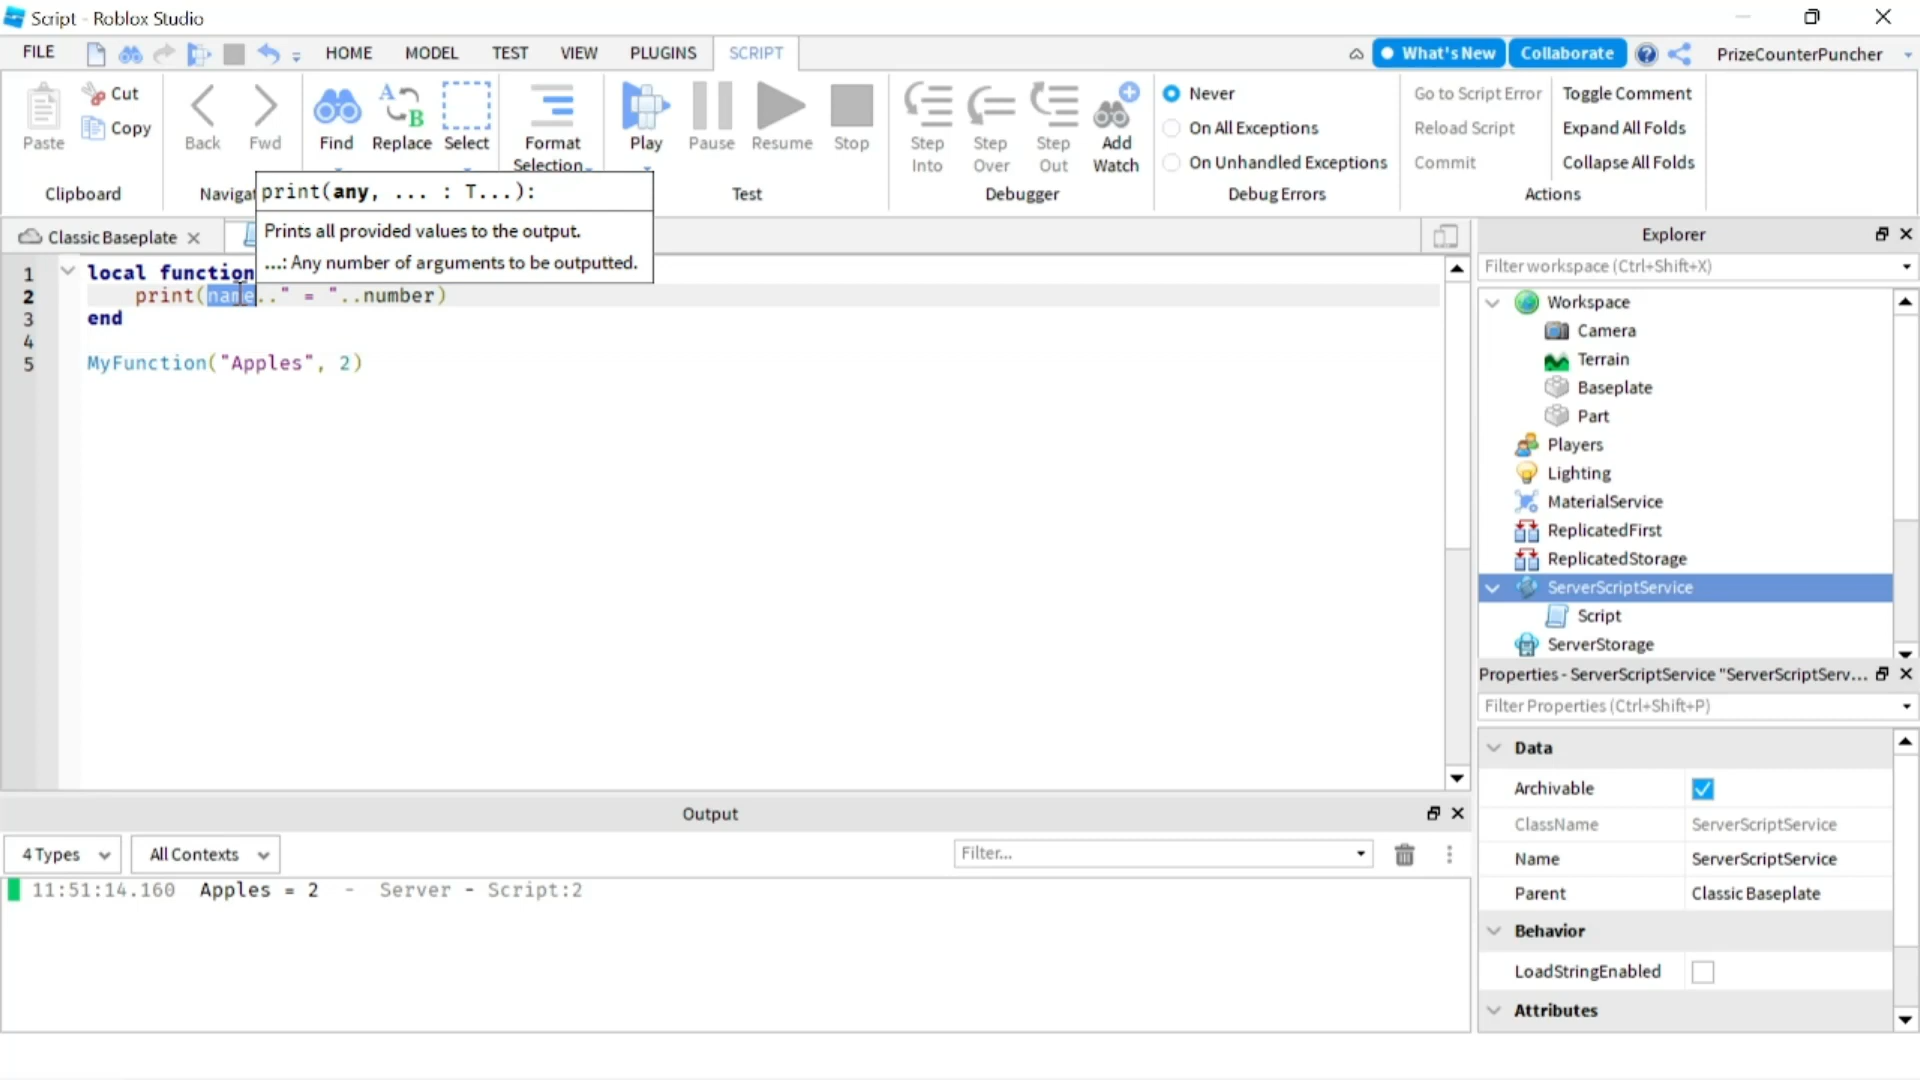 Script - Roblox Studio
FILE HOME MODEL TEST VIEW PLUGINS SCRIPT What's New Collaborate ? PrizeCounterPuncher
Paste Cut Copy
Clipboard
Back Fwd
Navigat
Find Replace Select
Format Selection
Play Pause Resume Stop
Test
Step Into Step Over Step Out Add Watch
Debugger
Never
On All Exceptions
On Unhandled Exceptions
Debug Errors
Go to Script Error
Reload Script
Commit
Toggle Comment
Expand All Folds
Collapse All Folds
Actions
print(any, ... : T...):
Prints all provided values to the output.
...: Any number of arguments to be outputted.
Classic Baseplate
1 local function
2 print(name.." = "..number)
3 end
4
5 MyFunction("Apples", 2)
Explorer
Filter workspace (Ctrl+Shift+X)
Workspace
Camera
Terrain
Baseplate
Part
Players
Lighting
MaterialService
ReplicatedFirst
ReplicatedStorage
ServerScriptService
Script
ServerStorage
Properties - ServerScriptService "ServerScriptServ...
Filter Properties (Ctrl+Shift+P)
Data
Archivable
ClassName ServerScriptService
Name ServerScriptService
Parent Classic Baseplate
Behavior
LoadStringEnabled
Attributes
Output
4 Types All Contexts Filter...
11:51:14.160 Apples = 2 - Server - Script:2